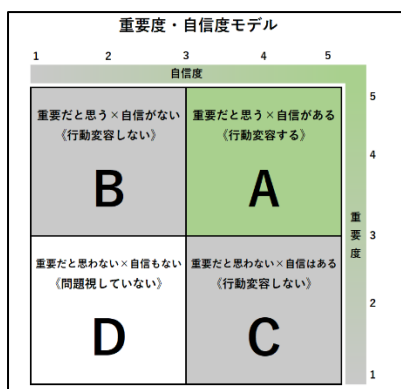 重要度・自信度モデル
1 2 3 4 5
自信度
重要だと思う×自信がない
《行動変容しない》
B
重要だと思う×自信がある
《行動変容する》
A
重要だと思わない×自信もない
《問題視していない》
D
重要だと思わない×自信はある
《行動変容しない》
C
5
4
重要度
3
2
1